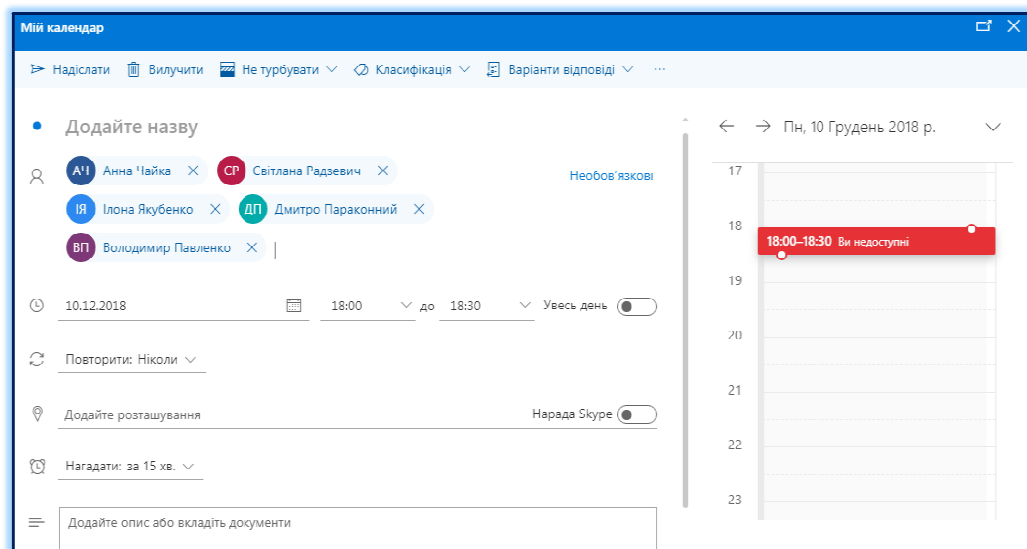 Мій календар
Надіслати Вилучити Не турбувати Класифікація Варіанти відповіді ...
Додайте назву
АЧ Анна Чайка СР Світлана Радзевич
Необов'язкові
ІЯ Ілона Якубенко ДП Дмитро Параконний
ВП Володимир Павленко
10.12.2018 18:00 до 18:30 Увесь день
Повторити: Ніколи
Додайте розташування Нарада Skype
Нагадати: за 15 хв.
Додайте опис або вкладіть документи
Пн, 10 Грудень 2018 р.
17
18
18:00–18:30 Ви недоступні
19
20
21
22
23